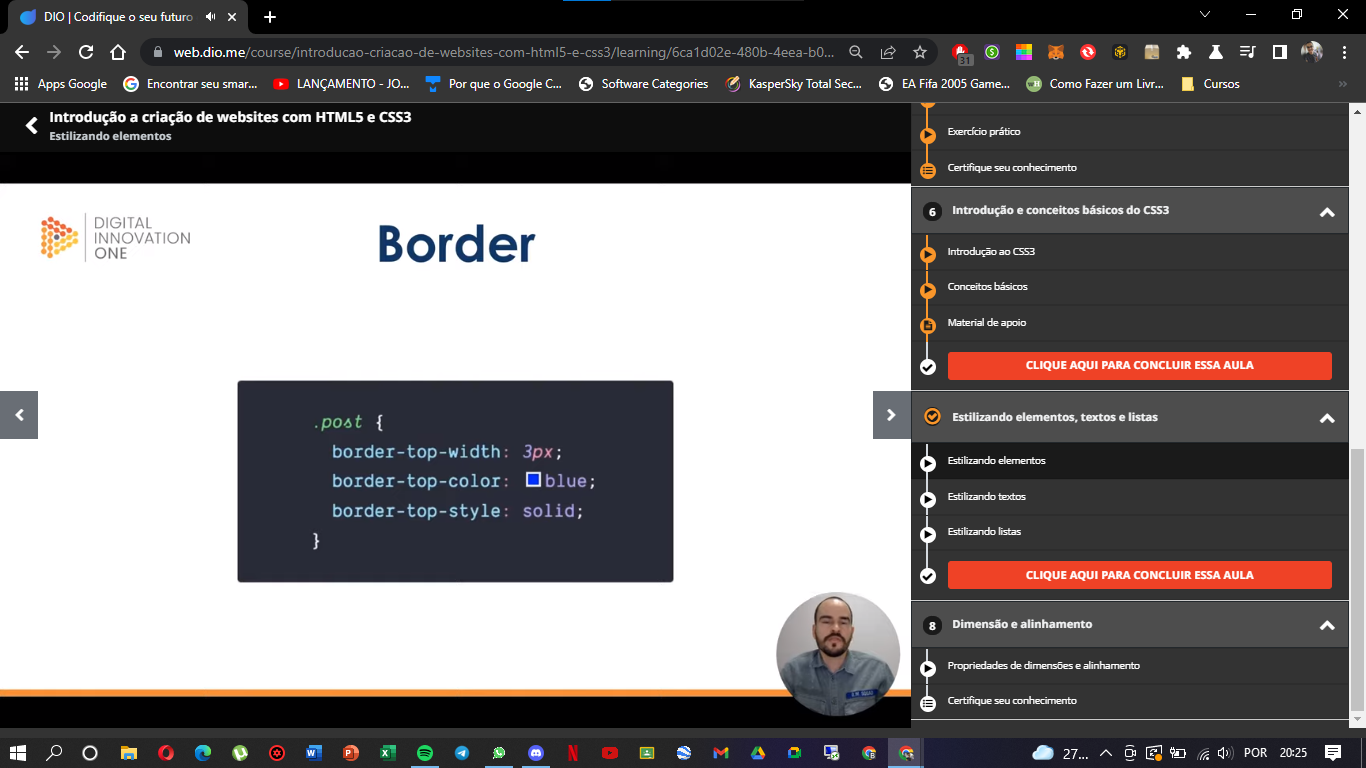 DIO | Codifique o seu futuro
web.dio.me/course/introducao-criacao-de-websites-com-html5-e-css3/learning/6ca1d02e-480b-4eea-b0...
31
Apps Google
Encontrar seu smar...
LANÇAMENTO - JO...
Por que o Google C...
Software Categories
KasperSky Total Sec...
EA Fifa 2005 Game...
Como Fazer um Livr...
Cursos
Introdução a criação de websites com HTML5 e CSS3
Estilizando elementos
DIGITAL
INNOVATION
ONE
Border
.post {
border-top-width: 3px;
border-top-color: blue;
border-top-style: solid;
}
Exercício prático
Certifique seu conhecimento
6 Introdução e conceitos básicos do CSS3
Introdução ao CSS3
Conceitos básicos
Material de apoio
CLIQUE AQUI PARA CONCLUIR ESSA AULA
Estilizando elementos, textos e listas
Estilizando elementos
Estilizando textos
Estilizando listas
CLIQUE AQUI PARA CONCLUIR ESSA AULA
8 Dimensão e alinhamento
Propriedades de dimensões e alinhamento
Certifique seu conhecimento
27...
POR
20:25